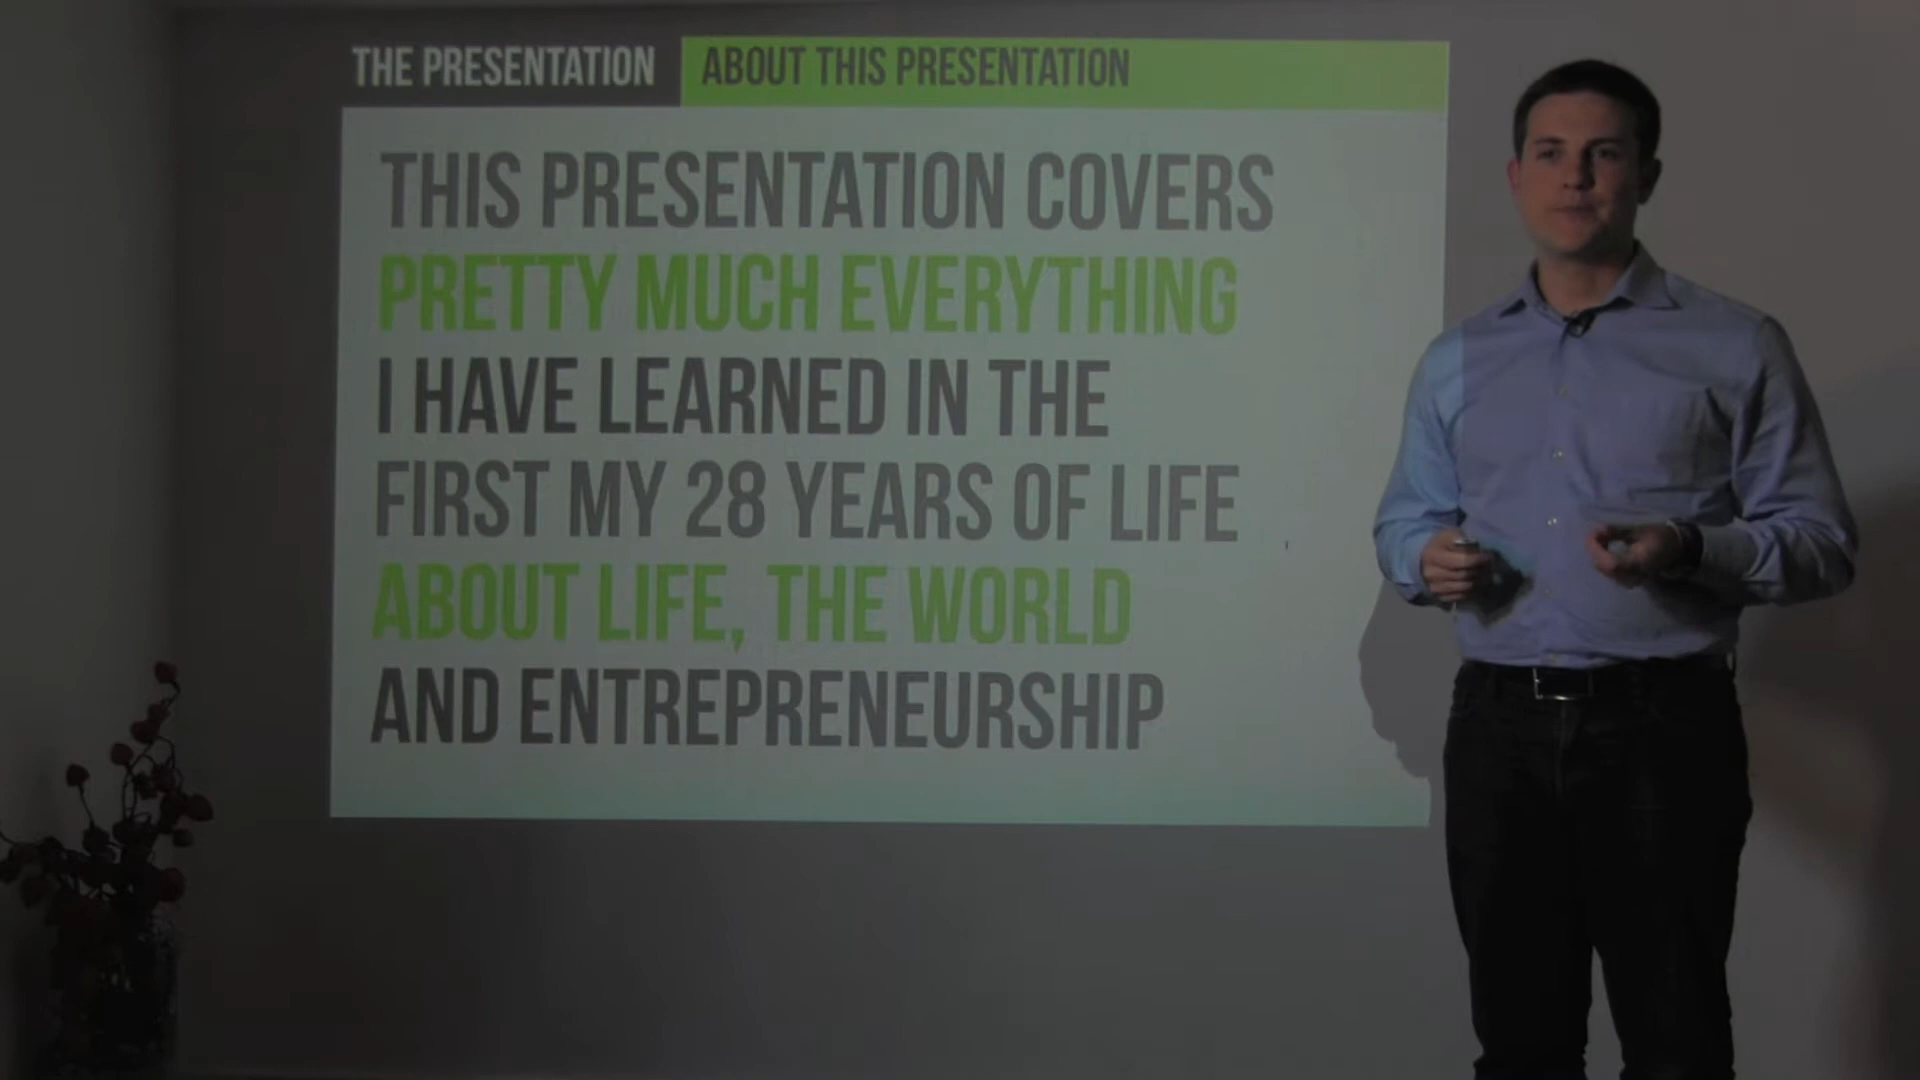 THE PRESENTATION ABOUT THIS PRESENTATION
THIS PRESENTATION COVERS
PRETTY MUCH EVERYTHING
I HAVE LEARNED IN THE
FIRST MY 28 YEARS OF LIFE
ABOUT LIFE, THE WORLD
AND ENTREPRENEURSHIP